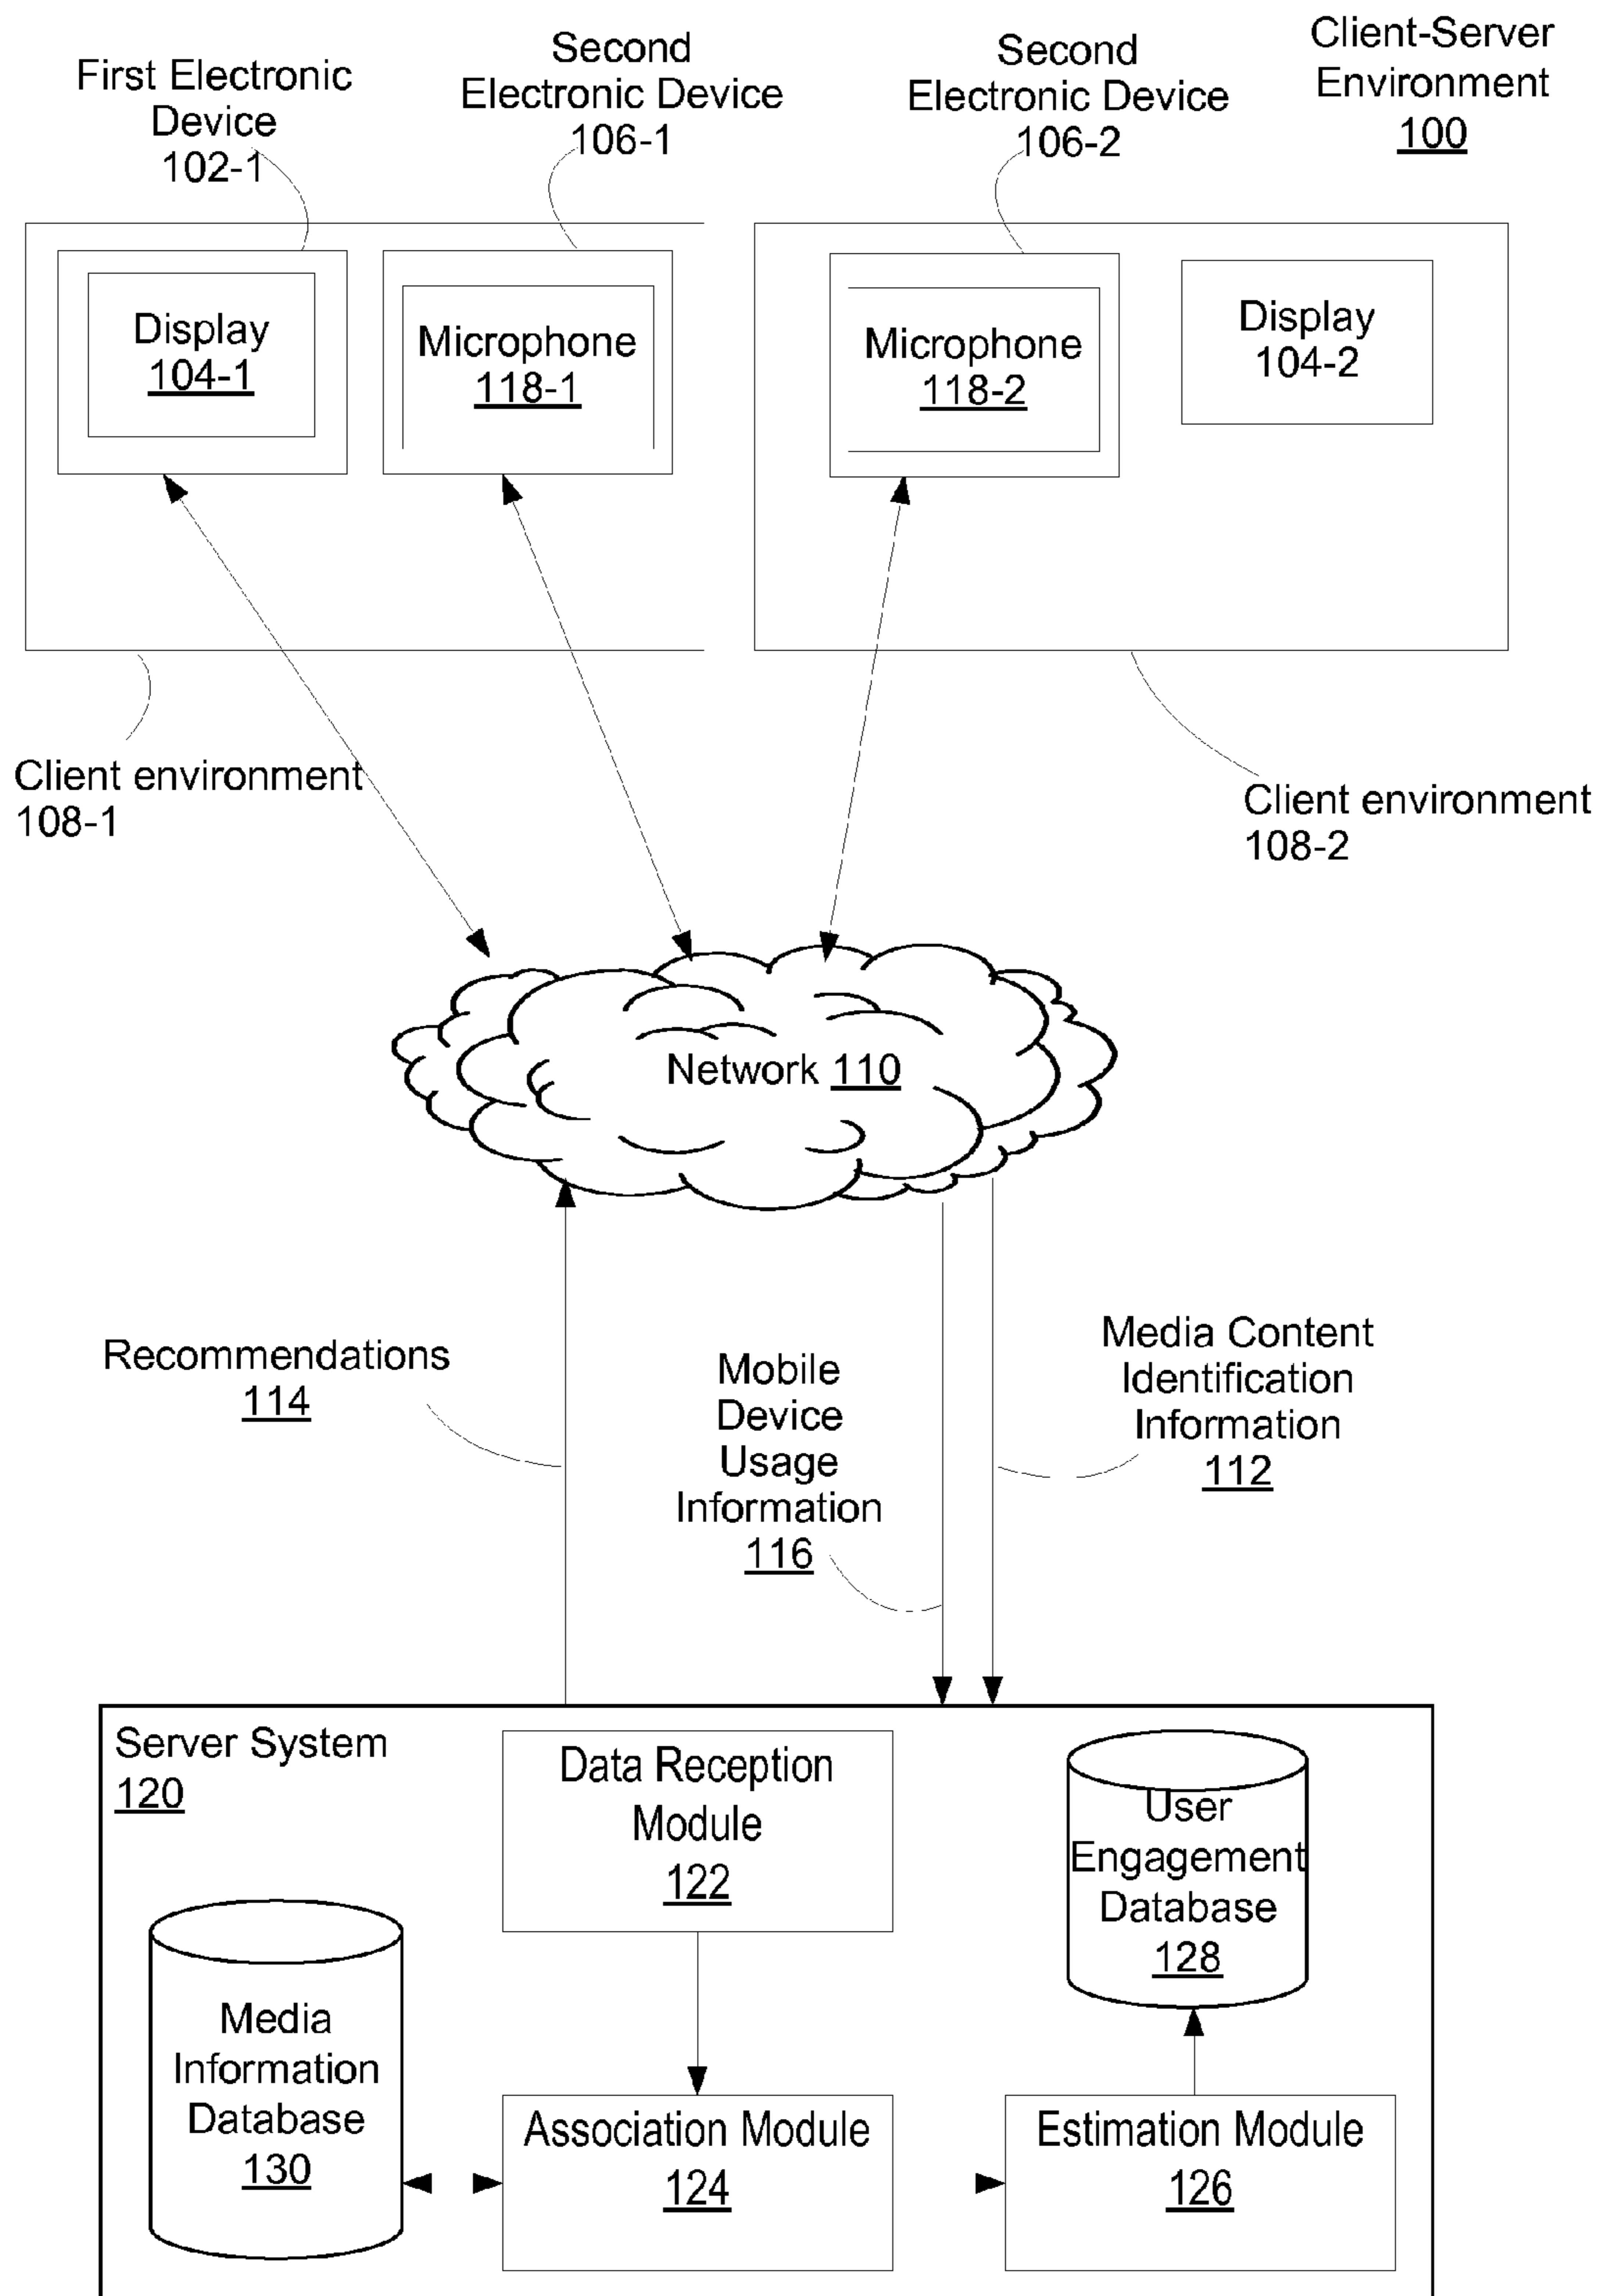 First Electronic
Device
102-1
Second
Electronic Device
106-1
Second
Electronic Device
106-2
Client-Server
Environment
100
Display
104-1
Microphone
118-1
Microphone
118-2
Display
104-2
Client environment
108-1
Client environment
108-2
Network 110
Recommendations
114
Mobile
Device
Usage
Information
116
Media Content
Identification
Information
112
Server System
120
Data Reception
Module
122
User
Engagement
Database
128
Media
Information
Database
130
Association Module
124
Estimation Module
126